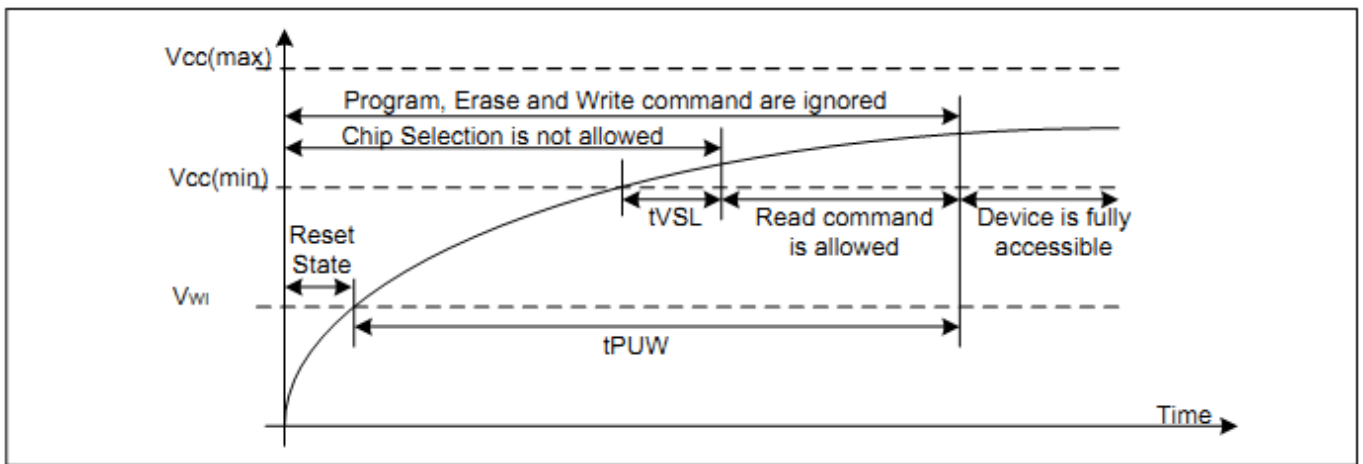 Vcc(max)
Program, Erase and Write command are ignored
Chip Selection is not allowed
Vcc(min)
tVSL
Read command
is allowed
Device is fully
accessible
Reset
State
VWI
tPUW
Time